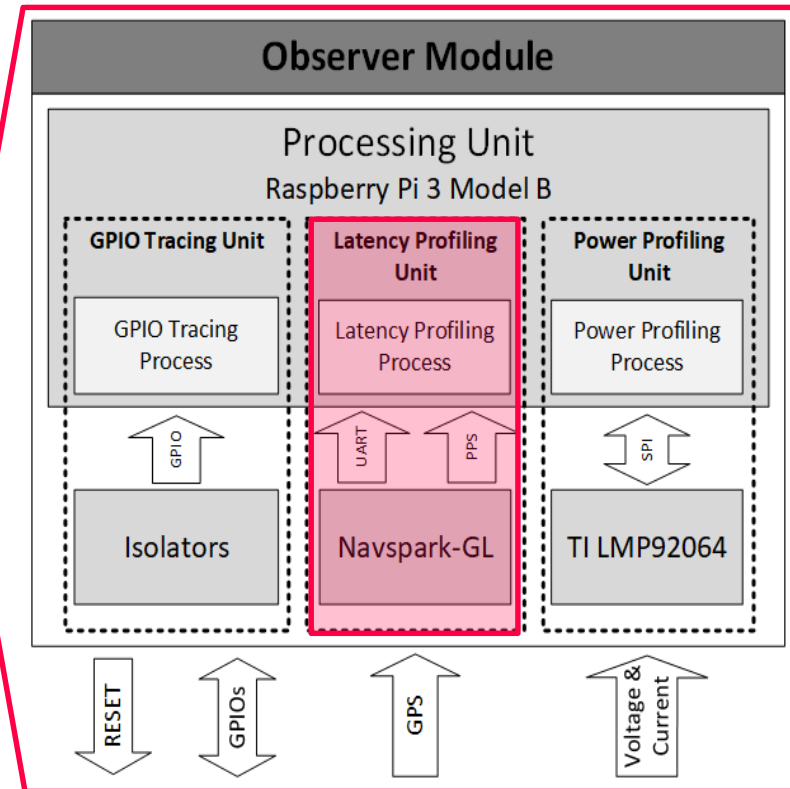 Observer Module
Processing Unit
Raspberry Pi 3 Model B
GPIO Tracing Unit
GPIO Tracing
Process
GPIO
Isolators
Latency Profiling
Unit
Latency Profiling
Process
UART
PPS
Navspark-GL
Power Profiling
Unit
Power Profiling
Process
SPI
TI LMP92064
RESET
GPIOs
GPS
Voltage &
Current